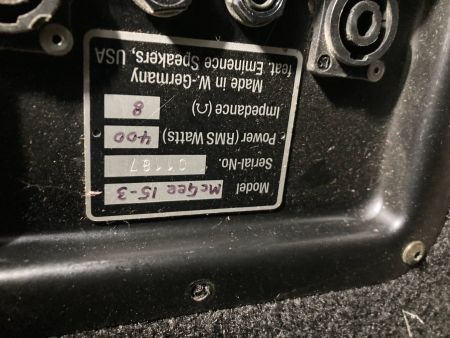 Model McGee 15-3
Serial-No. 01187
Power (RMS Watts) 400
Impedance (Ω) 8
Made in W.-Germany
feat. Eminence Speakers, USA